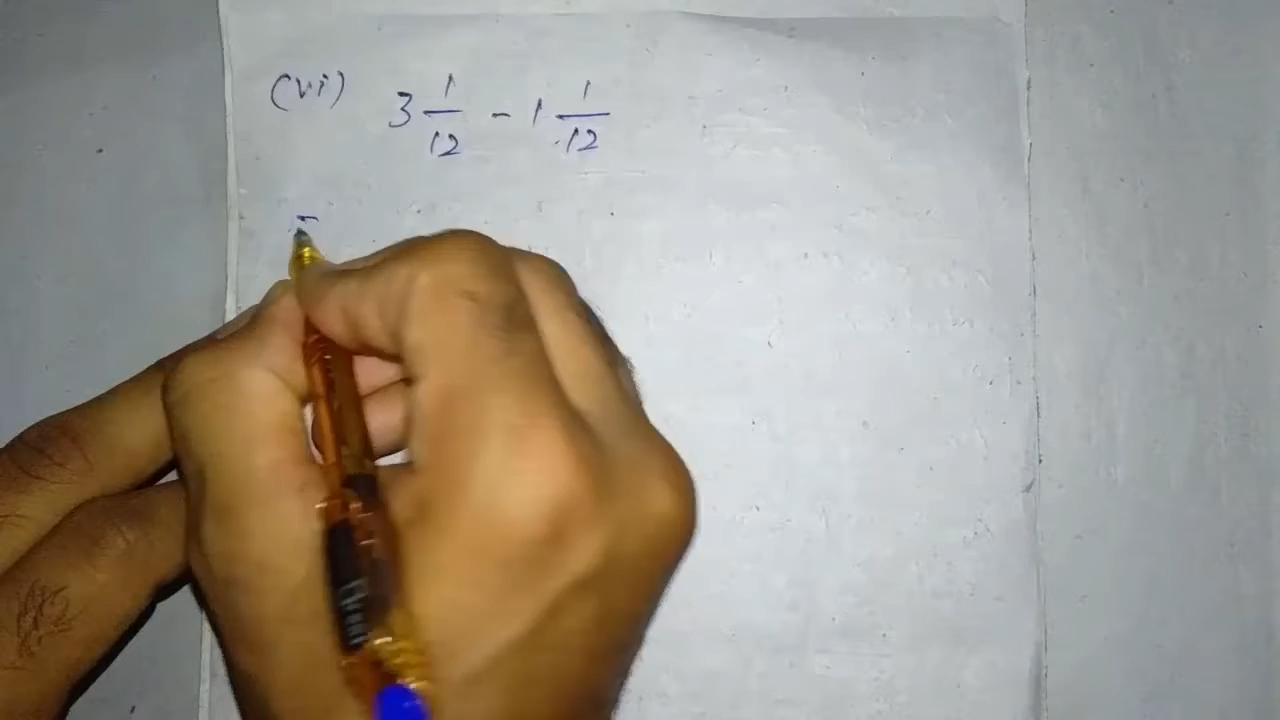 (vi) 3 1/12 - 1 1/12
=